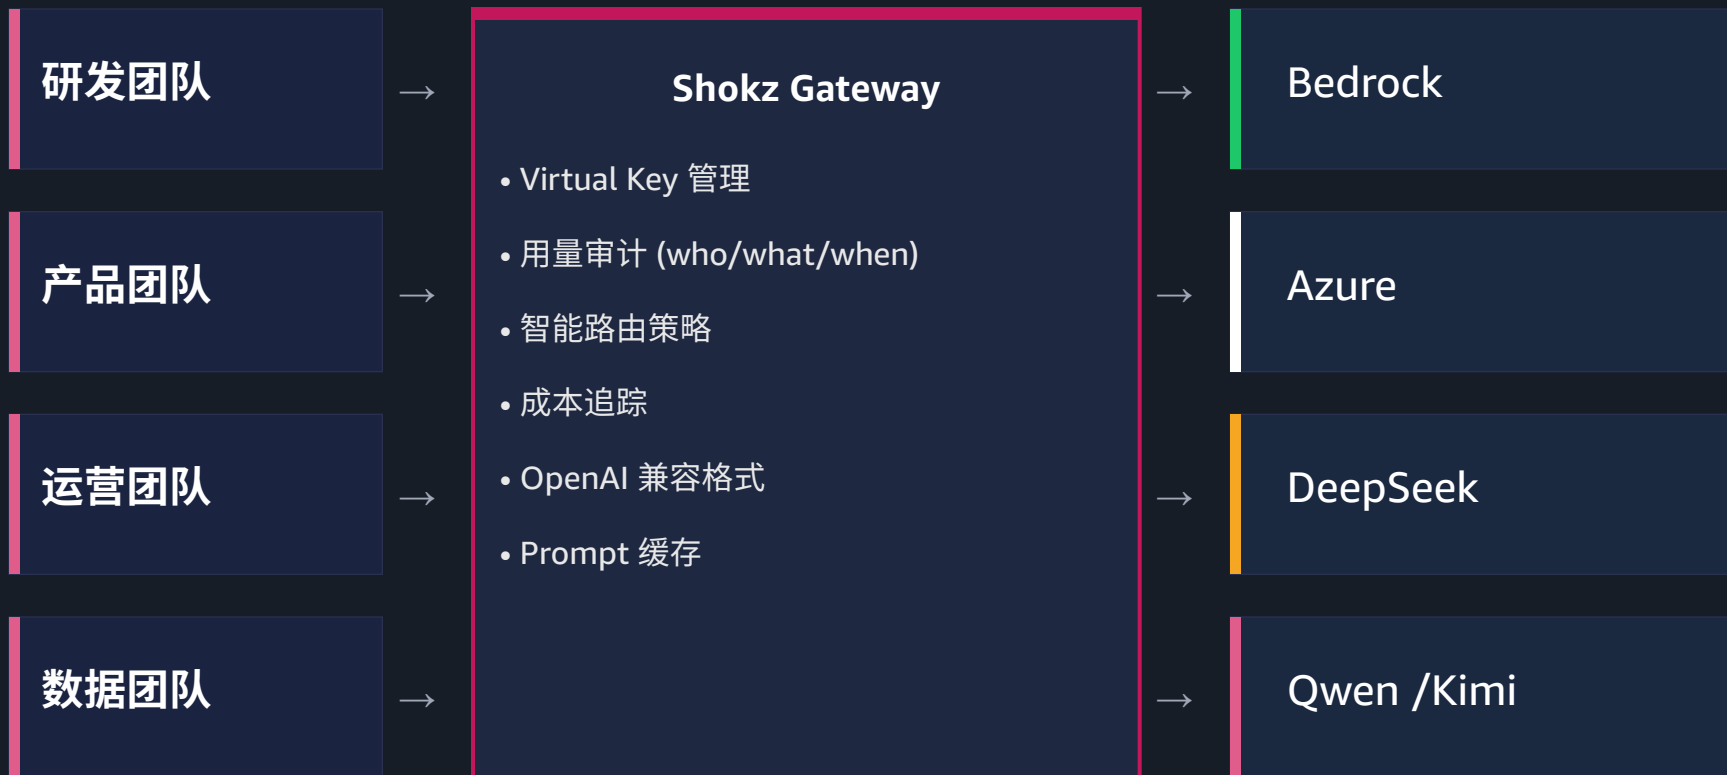 研发团队
→
产品团队
→
运营团队
→
数据团队
→
Shokz Gateway
• Virtual Key 管理
• 用量审计 (who/what/when)
• 智能路由策略
• 成本追踪
• OpenAI 兼容格式
• Prompt 缓存
→
Bedrock
→
Azure
→
DeepSeek
→
Qwen /Kimi